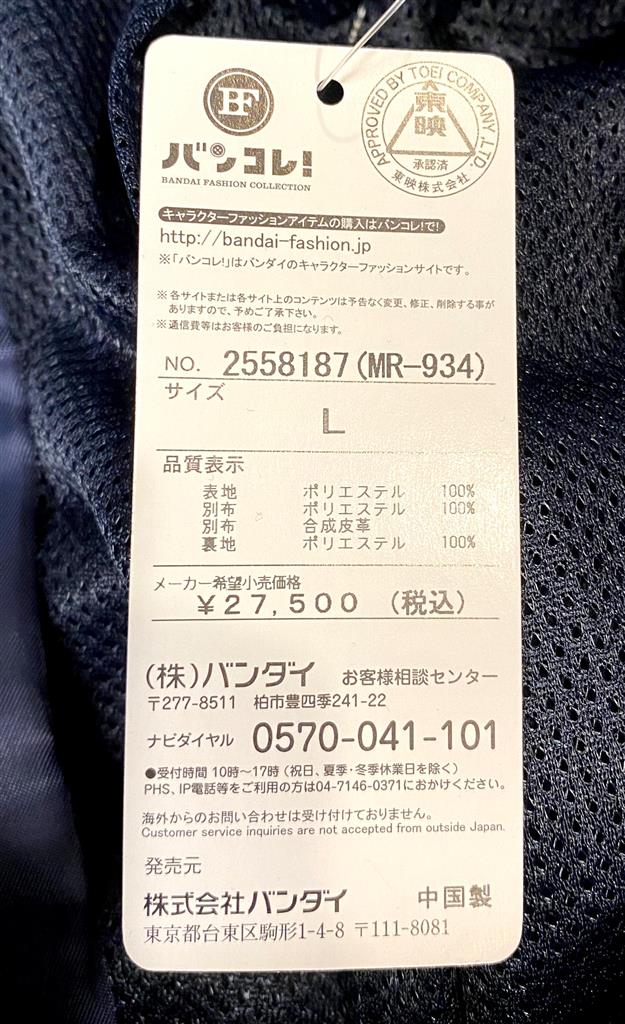 BF
バンコレ!
BANDAI FASHION COLLECTION
APPROVED BY TOEI COMPANY, LTD.
東映
承認済
東映株式会社
キャラクターファッションアイテムの購入はバンコレ!で!
http://bandai-fashion.jp
※「バンコレ!」はバンダイのキャラクターファッションサイトです。
※各サイトまたは各サイト上のコンテンツは予告なく変更、修正、削除する事が
ありますので、予めご了承下さい。
※通信費等はお客様のご負担になります。
NO. 2558187(MR-934)
サイズ
L
品質表示
表地 ポリエステル 100%
別布 ポリエステル 100%
別布 合成皮革
裏地 ポリエステル 100%
メーカー希望小売価格
¥27,500 (税込)
(株)バンダイ お客様相談センター
〒277-8511 柏市豊四季241-22
ナビダイヤル 0570-041-101
●受付時間 10時~17時(祝日、夏季・冬季休業日を除く)
PHS、IP電話等をご利用の方は04-7146-0371におかけください。
海外からのお問い合わせは受け付けておりません。
Customer service inquiries are not accepted from outside Japan.
発売元
株式会社バンダイ 中国製
東京都台東区駒形1-4-8 〒111-8081